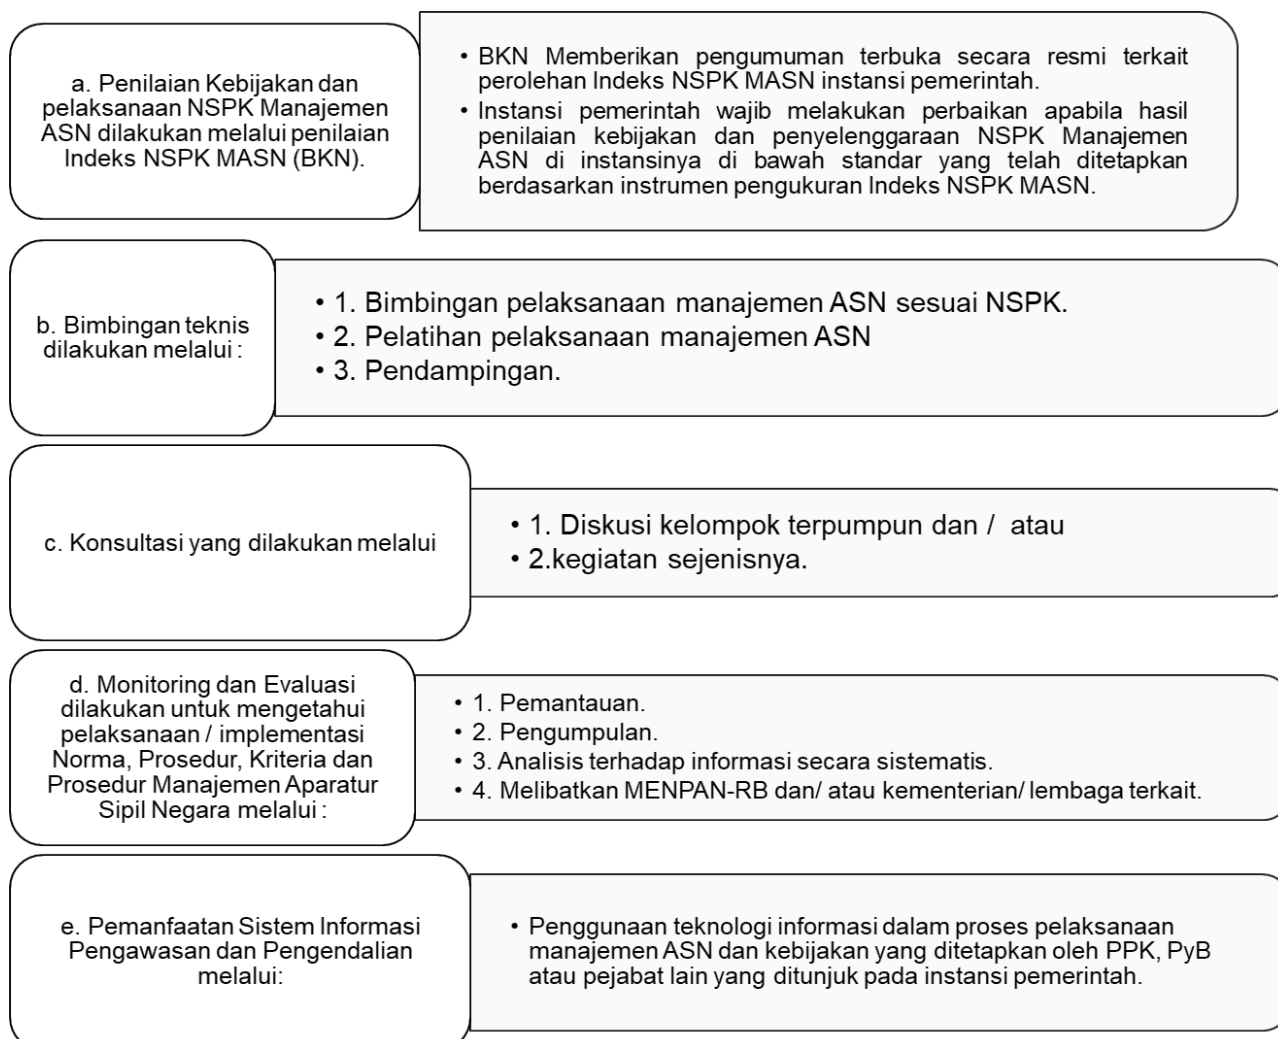 a. Penilaian Kebijakan dan
pelaksanaan NSPK Manajemen
ASN dilakukan melalui penilaian
Indeks NSPK MASN (BKN).
• BKN Memberikan pengumuman terbuka secara resmi terkait
perolehan Indeks NSPK MASN instansi pemerintah.
• Instansi pemerintah wajib melakukan perbaikan apabila hasil
penilaian kebijakan dan penyelenggaraan NSPK Manajemen
ASN di instansinya di bawah standar yang telah ditetapkan
berdasarkan instrumen pengukuran Indeks NSPK MASN.
b. Bimbingan teknis
dilakukan melalui :
• 1. Bimbingan pelaksanaan manajemen ASN sesuai NSPK.
• 2. Pelatihan pelaksanaan manajemen ASN
• 3. Pendampingan.
c. Konsultasi yang dilakukan melalui
• 1. Diskusi kelompok terpumpun dan / atau
• 2.kegiatan sejenisnya.
d. Monitoring dan Evaluasi
dilakukan untuk mengetahui
pelaksanaan / implementasi
Norma, Prosedur, Kriteria dan
Prosedur Manajemen Aparatur
Sipil Negara melalui :
• 1. Pemantauan.
• 2. Pengumpulan.
• 3. Analisis terhadap informasi secara sistematis.
• 4. Melibatkan MENPAN-RB dan/ atau kementerian/ lembaga terkait.
e. Pemanfaatan Sistem Informasi
Pengawasan dan Pengendalian
melalui:
• Penggunaan teknologi informasi dalam proses pelaksanaan
manajemen ASN dan kebijakan yang ditetapkan oleh PPK, PyB
atau pejabat lain yang ditunjuk pada instansi pemerintah.